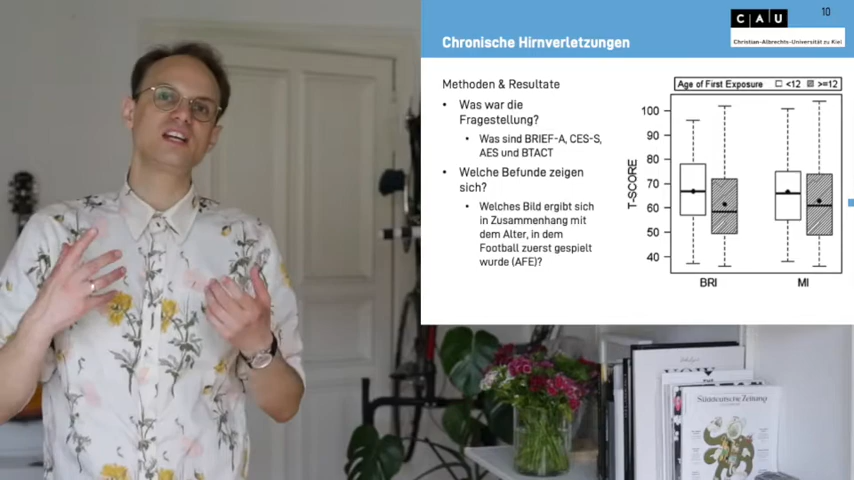 10
CAU
Christian-Albrechts-Universität zu Kiel
Chronische Hirnverletzungen
Methoden & Resultate
• Was war die
Fragestellung?
• Was sind BRIEF-A, CES-S,
AES und BTACT
• Welche Befunde zeigen
sich?
• Welches Bild ergibt sich
in Zusammenhang mit
dem Alter, in dem
Football zuerst gespielt
wurde (AFE)?
Age of First Exposure <12 >=12
T-SCORE
100
90
80
70
60
50
40
BRI MI
Süddeutsche Zeitung